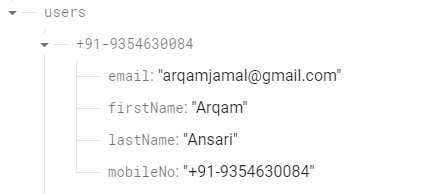 users
+91-9354630084
email: "arqamjamal@gmail.com"
firstName: "Arqam"
lastName: "Ansari"
mobileNo: "+91-9354630084"